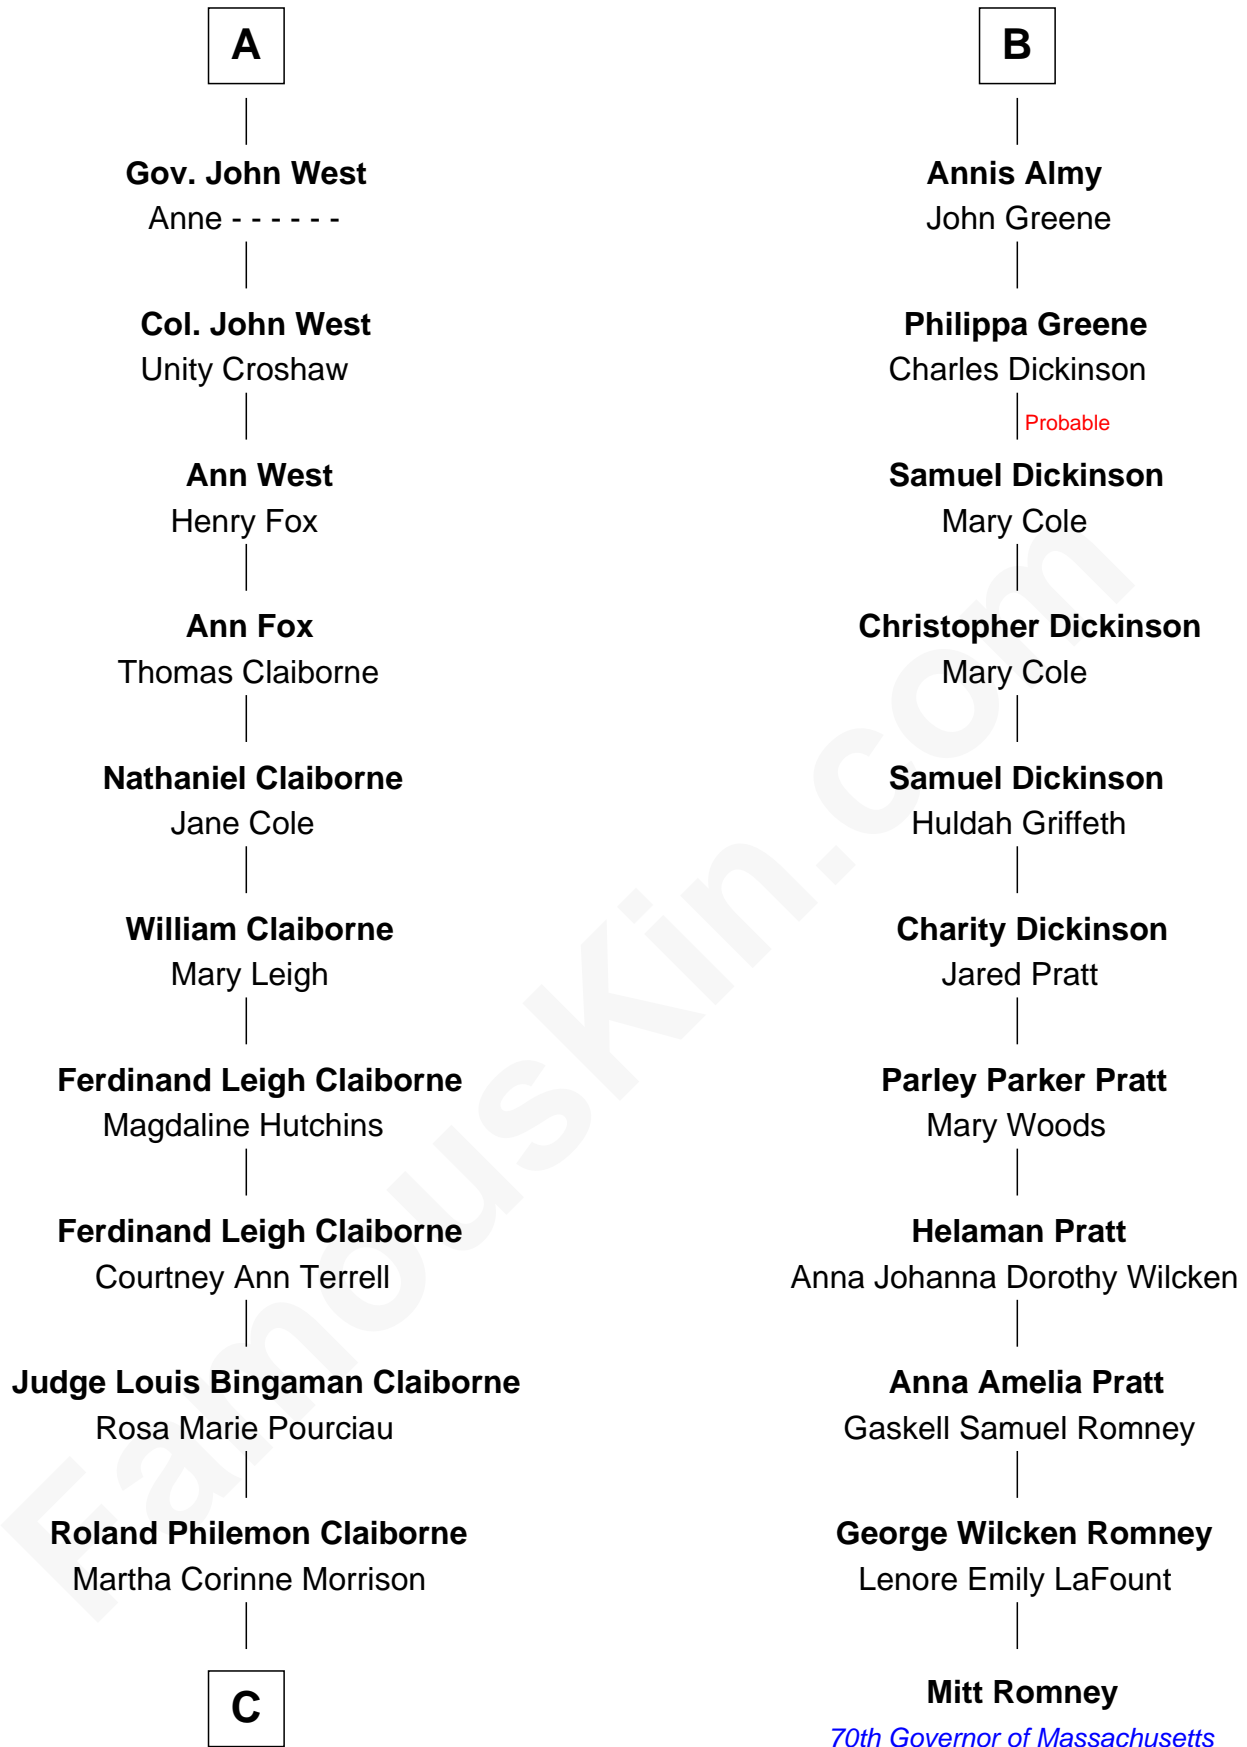 A
Gov. John West
Anne - - - - - -
Col. John West
Unity Croshaw
Ann West
Henry Fox
Ann Fox
Thomas Claiborne
Nathaniel Claiborne
Jane Cole
William Claiborne
Mary Leigh
Ferdinand Leigh Claiborne
Magdaline Hutchins
Ferdinand Leigh Claiborne
Courtney Ann Terrell
Judge Louis Bingaman Claiborne
Rosa Marie Pourciau
Roland Philemon Claiborne
Martha Corinne Morrison
C
B
Annis Almy
John Greene
Philippa Greene
Charles Dickinson
Probable
Samuel Dickinson
Mary Cole
Christopher Dickinson
Mary Cole
Samuel Dickinson
Huldah Griffeth
Charity Dickinson
Jared Pratt
Parley Parker Pratt
Mary Woods
Helaman Pratt
Anna Johanna Dorothy Wilcken
Anna Amelia Pratt
Gaskell Samuel Romney
George Wilcken Romney
Lenore Emily LaFount
Mitt Romney
70th Governor of Massachusetts
FamousKin.com